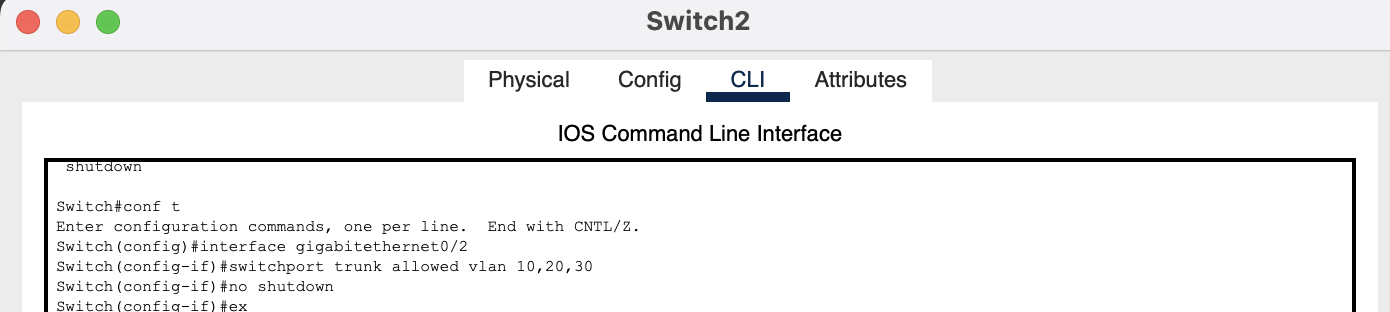 Switch2
Physical Config CLI Attributes
IOS Command Line Interface
shutdown
Switch#conf t
Enter configuration commands, one per line.  End with CNTL/Z.
Switch(config)#interface gigabitethernet0/2
Switch(config-if)#switchport trunk allowed vlan 10,20,30
Switch(config-if)#no shutdown
Switch(config-if)#ex